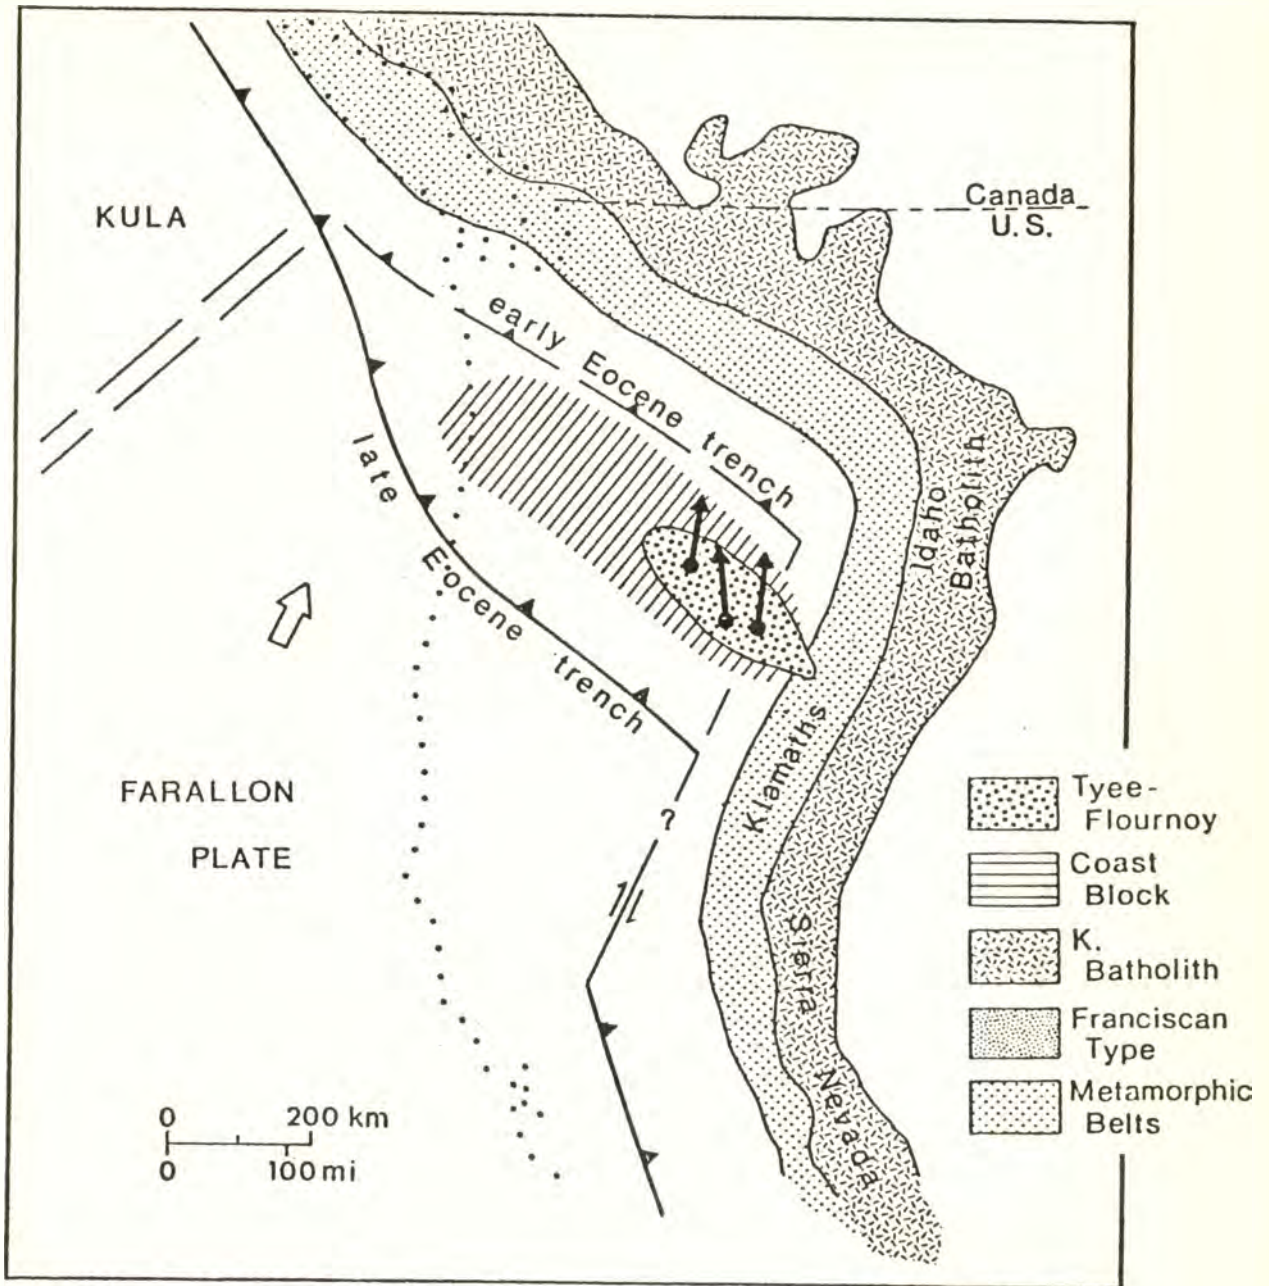 Canada
U. S.
KULA
early Eocene trench
late Eocene trench
Idaho
Batholith
FARALLON
PLATE
Klamaths
?
Sierra Nevada
0 200 km
0 100 mi
Tyee-
Flournoy
Coast
Block
K.
Batholith
Franciscan
Type
Metamorphic
Belts